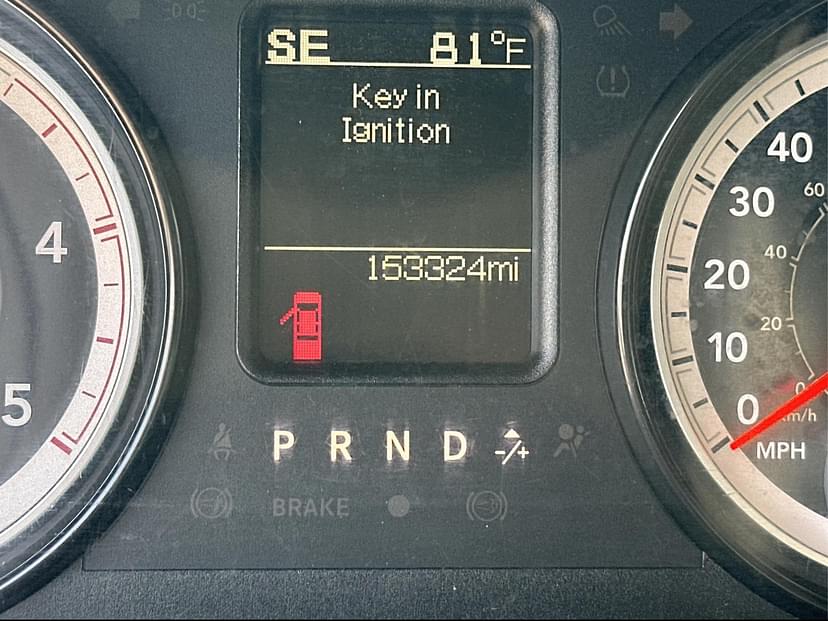 SE 81°F
Key in
Ignition
153324mi
4
5
40
30
20
10
0
60
40
20
0
km/h
MPH
P R N D -/+
BRAKE